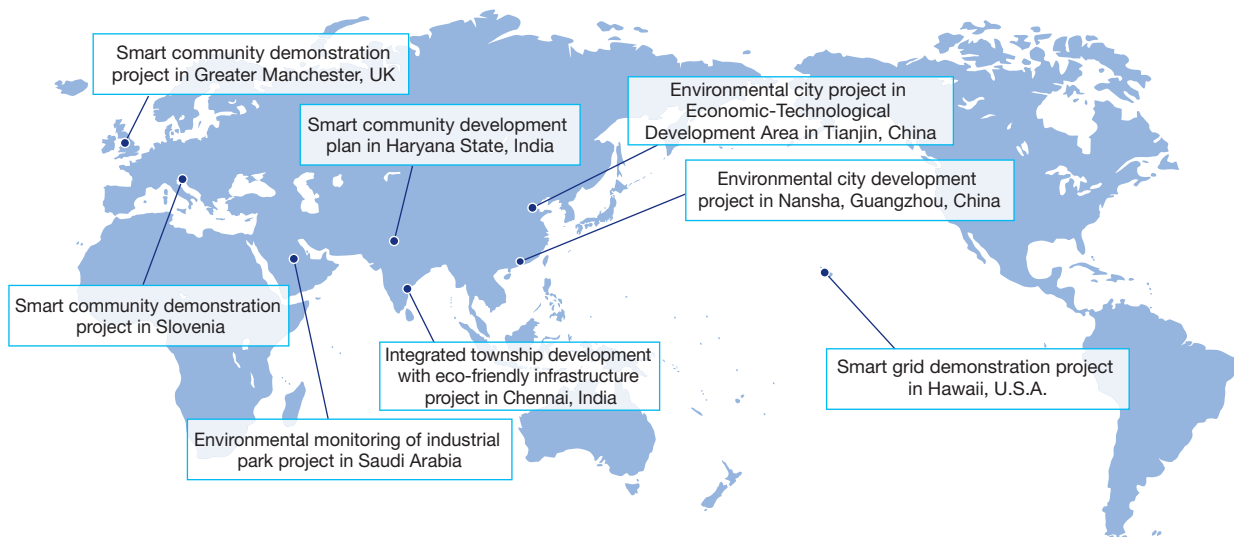 Smart community demonstration
project in Greater Manchester, UK
Environmental city project in
Economic-Technological
Development Area in Tianjin, China
Smart community development
plan in Haryana State, India
Environmental city development
project in Nansha, Guangzhou, China
Smart community demonstration
project in Slovenia
Integrated township development
with eco-friendly infrastructure
project in Chennai, India
Smart grid demonstration project
in Hawaii, U.S.A.
Environmental monitoring of industrial
park project in Saudi Arabia